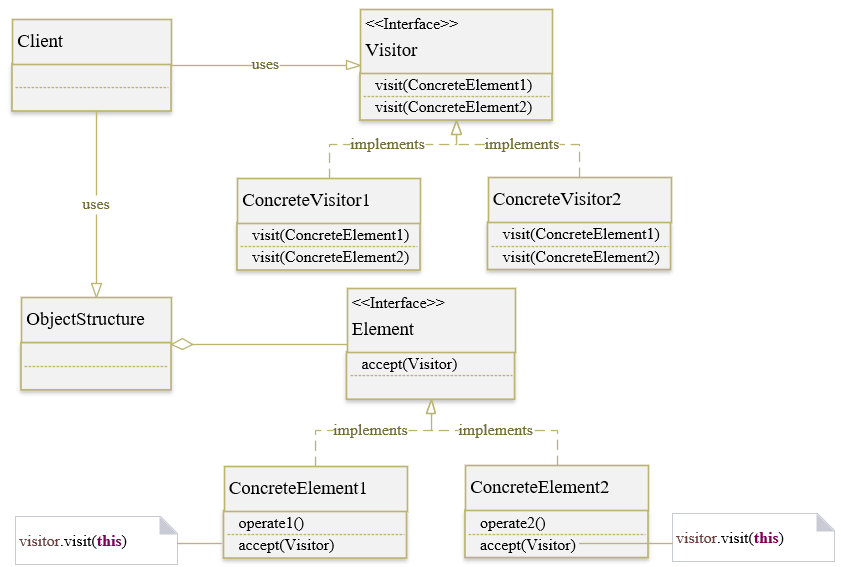 Client
<<Interface>>
Visitor
visit(ConcreteElement1)
visit(ConcreteElement2)
uses
implements
implements
ConcreteVisitor1
visit(ConcreteElement1)
visit(ConcreteElement2)
ConcreteVisitor2
visit(ConcreteElement1)
visit(ConcreteElement2)
uses
ObjectStructure
<<Interface>>
Element
accept(Visitor)
implements
implements
ConcreteElement1
operate1()
accept(Visitor)
ConcreteElement2
operate2()
accept(Visitor)
visitor.visit(this)
visitor.visit(this)